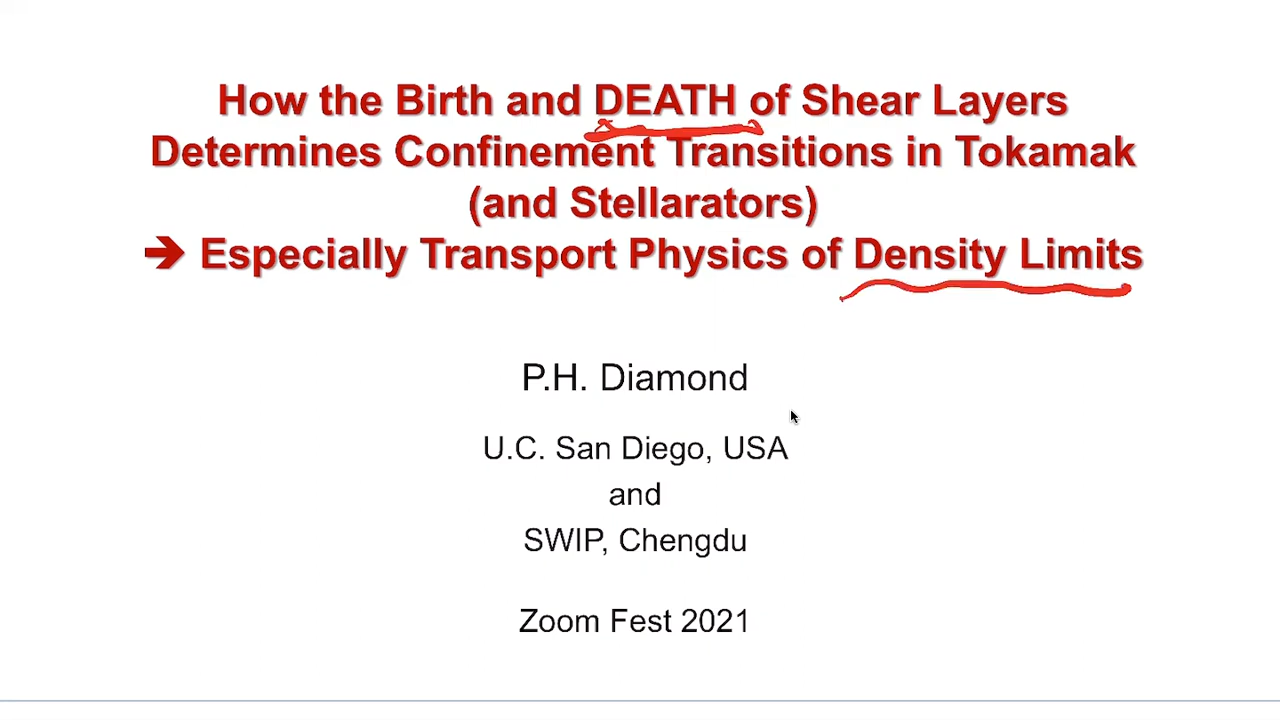 How the Birth and DEATH of Shear Layers
Determines Confinement Transitions in Tokamak
(and Stellarators)
➔ Especially Transport Physics of Density Limits
P.H. Diamond
U.C. San Diego, USA
and
SWIP, Chengdu
Zoom Fest 2021